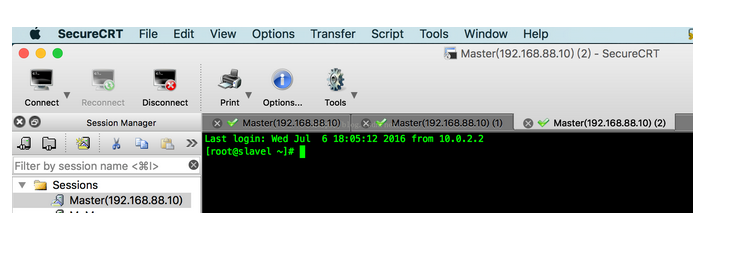 SecureCRT File Edit View Options Transfer Script Tools Window Help
Master(192.168.88.10) (2) - SecureCRT
Connect Reconnect Disconnect Print Options... Tools
Session Manager
Master(192.168.88.10) Master(192.168.88.10) (1) Master(192.168.88.10) (2)
Filter by session name <⌘I>
Sessions
Master(192.168.88.10)
Last login: Wed Jul  6 18:05:12 2016 from 10.0.2.2
[root@slavel ~]#